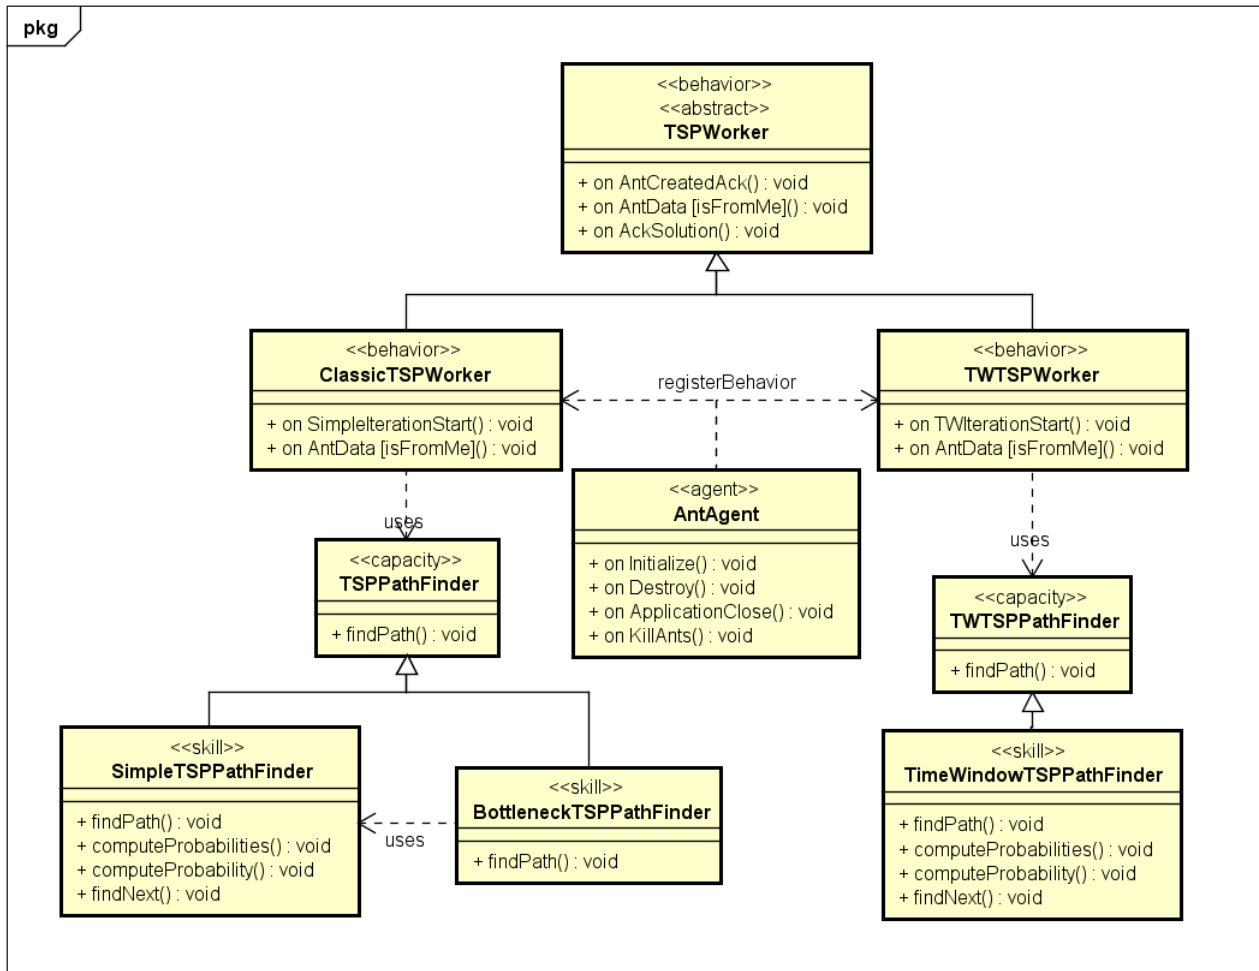 pkg
<<behavior>>
<<abstract>>
TSPWorker
+ on AntCreatedAck() : void
+ on AntData [isFromMe]() : void
+ on AckSolution() : void
<<behavior>>
ClassicTSPWorker
+ on SimpleIterationStart() : void
+ on AntData [isFromMe]() : void
registerBehavior
<<behavior>>
TWTSPWorker
+ on TWIterationStart() : void
+ on AntData [isFromMe]() : void
<<agent>>
AntAgent
+ on Initialize() : void
+ on Destroy() : void
+ on ApplicationClose() : void
+ on KillAnts() : void
uses
<<capacity>>
TSPPathFinder
+ findPath() : void
uses
<<capacity>>
TWTSPPathFinder
+ findPath() : void
<<skill>>
SimpleTSPPathFinder
+ findPath() : void
+ computeProbabilities() : void
+ computeProbability() : void
+ findNext() : void
uses
<<skill>>
BottleneckTSPPathFinder
+ findPath() : void
<<skill>>
TimeWindowTSPPathFinder
+ findPath() : void
+ computeProbabilities() : void
+ computeProbability() : void
+ findNext() : void